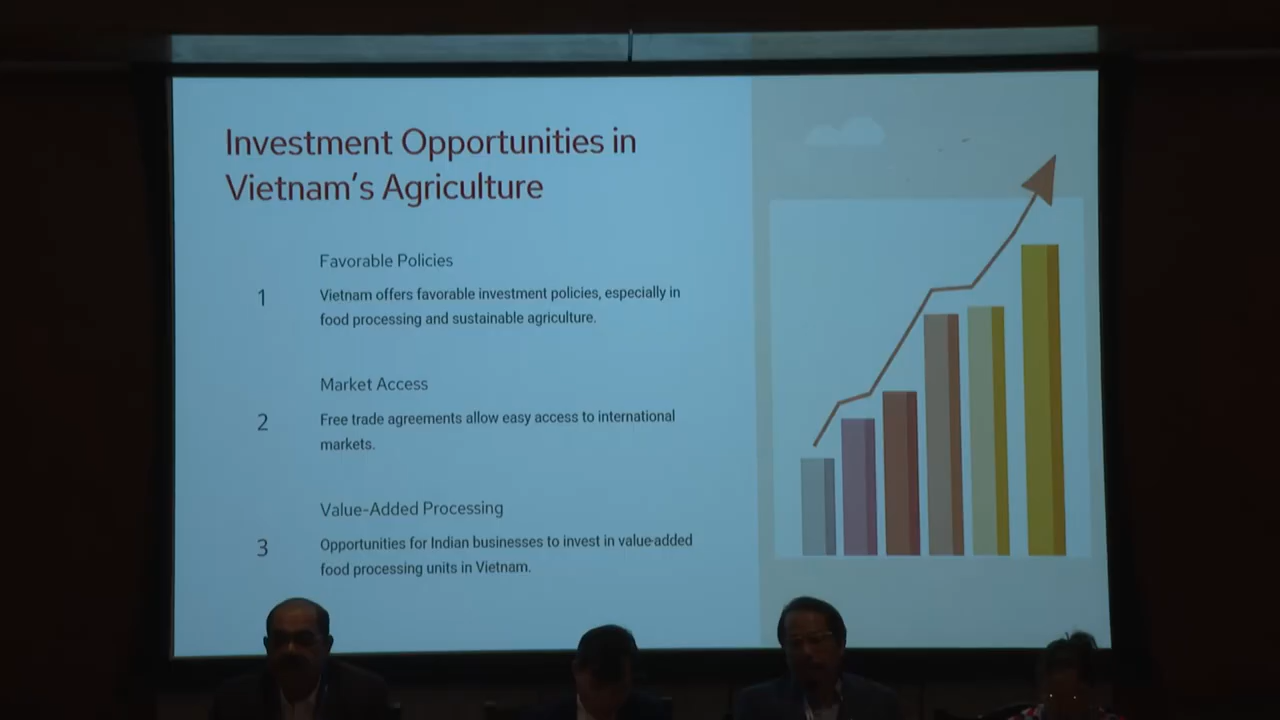 Investment Opportunities in
Vietnam's Agriculture
Favorable Policies
1
Vietnam offers favorable investment policies, especially in
food processing and sustainable agriculture.
Market Access
2
Free trade agreements allow easy access to international
markets.
Value-Added Processing
3
Opportunities for Indian businesses to invest in value-added
food processing units in Vietnam.